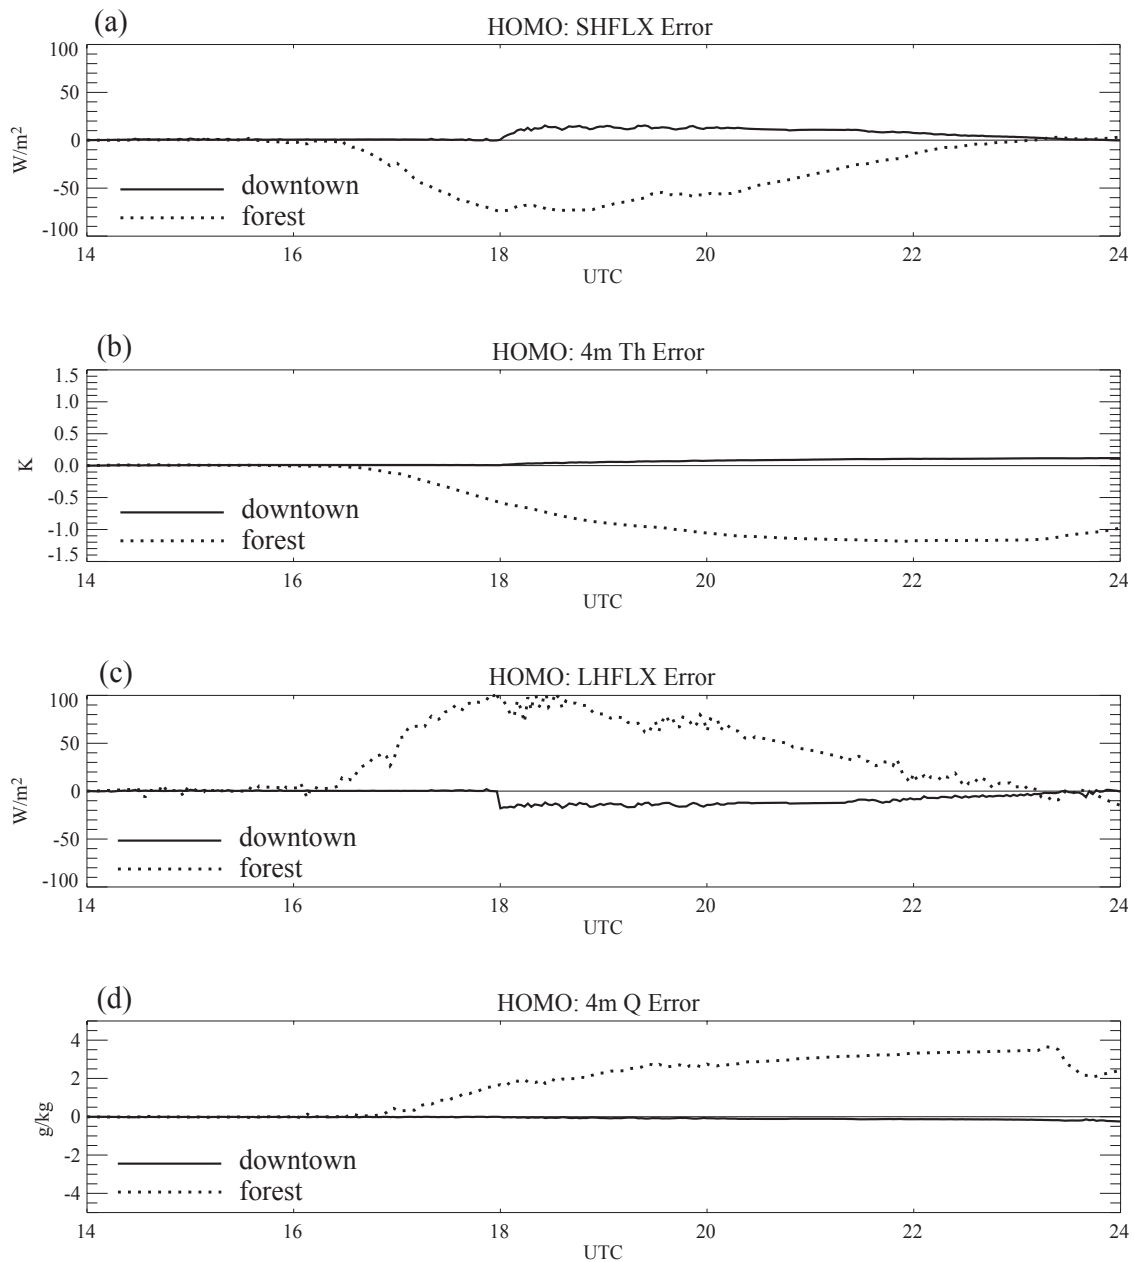 (a)
HOMO: SHFLX Error
100
50
0
-50
-100
W/m²
downtown
forest
14 16 18 20 22 24
UTC
(b)
HOMO: 4m Th Error
1.5
1.0
0.5
0.0
-0.5
-1.0
-1.5
K
downtown
forest
14 16 18 20 22 24
UTC
(c)
HOMO: LHFLX Error
100
50
0
-50
-100
W/m²
downtown
forest
14 16 18 20 22 24
UTC
(d)
HOMO: 4m Q Error
4
2
0
-2
-4
g/kg
downtown
forest
14 16 18 20 22 24
UTC